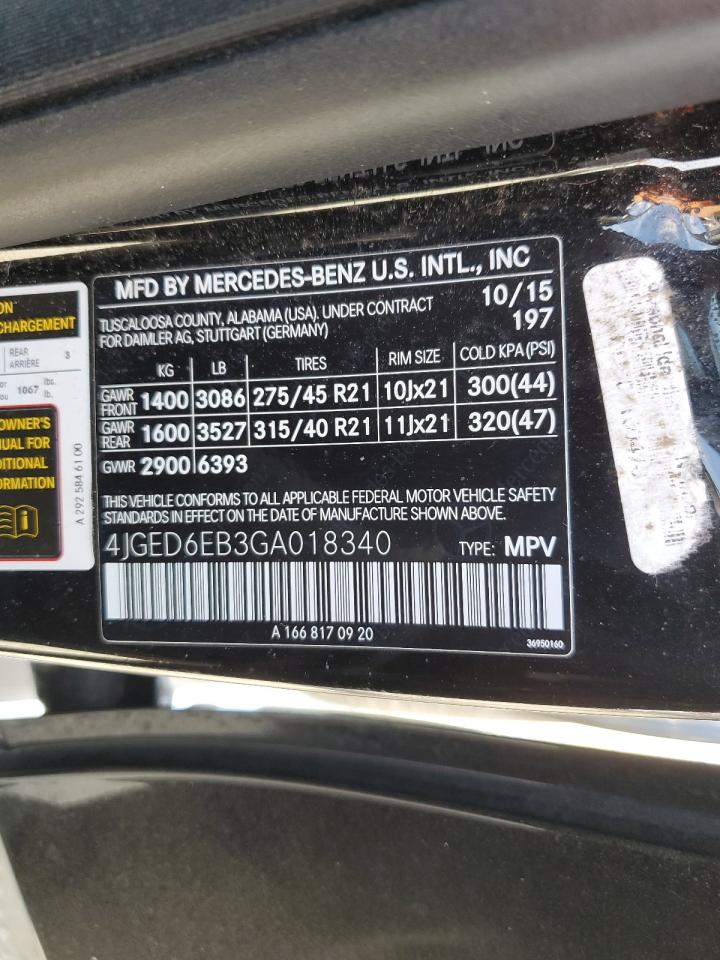 MFD BY MERCEDES-BENZ U.S. INTL., INC
TUSCALOOSA COUNTY, ALABAMA (USA). UNDER CONTRACT 10/15
FOR DAIMLER AG, STUTTGART (GERMANY) 197
KG LB TIRES RIM SIZE COLD KPA (PSI)
GAWR FRONT 1400 3086 275/45 R21 10Jx21 300(44)
GAWR REAR 1600 3527 315/40 R21 11Jx21 320(47)
GVWR 2900 6393
THIS VEHICLE CONFORMS TO ALL APPLICABLE FEDERAL MOTOR VEHICLE SAFETY
STANDARDS IN EFFECT ON THE DATE OF MANUFACTURE SHOWN ABOVE.
4JGED6EB3GA018340 TYPE: MPV
A 166 817 09 20
36950160
CHARGEMENT
REAR 3
ARRIÈRE
or 1067 lbs.
lb.
OWNER'S
FOR
A 292 584 61 00